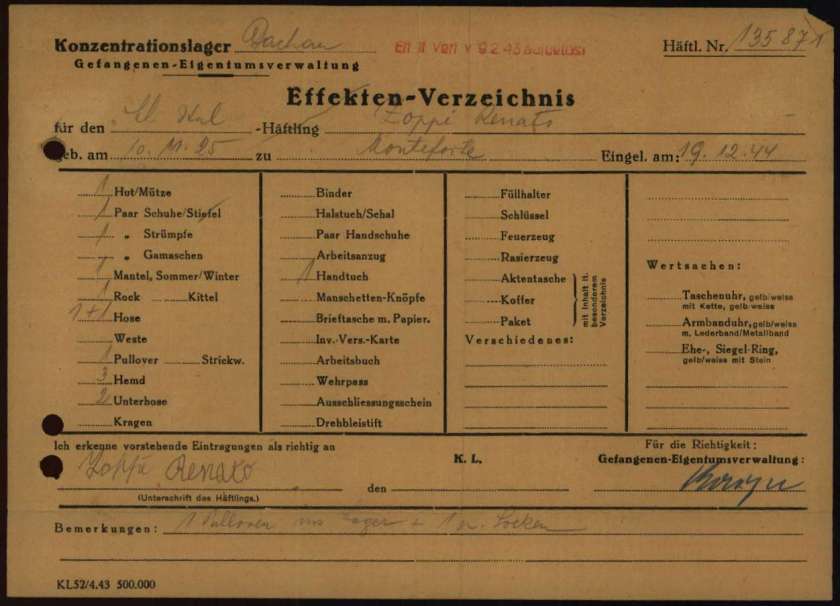 Konzentrationslager Dachau
Häftl. Nr. 135871
Gefangenen-Eigentumsverwaltung
Effekten-Verzeichnis
für den -Häftling Zoppé Renato
geb. am 10. 11. 25 zu Monteforte Eingel. am: 19. 12. 44
1 Hut/Mütze
1 Paar Schuhe/Stiefel
1 „ Strümpfe
„ Gamaschen
1 Mantel, Sommer/Winter
1 Rock Kittel
1+1 Hose
Weste
1 Pullover Strickw.
3 Hemd
2 Unterhose
Kragen
Binder
Halstuch/Schal
Paar Handschuhe
Arbeitsanzug
1 Handtuch
Manschetten-Knöpfe
Brieftasche m. Papier.
Inv.-Vers.-Karte
Arbeitsbuch
Wehrpass
Ausschliessungsschein
Drehbleistift
Füllhalter
Schlüssel
Feuerzeug
Rasierzeug
Aktentasche
Koffer
Paket
mit Inhalt lt.
besonderem
Verzeichnis
Verschiedenes:
Wertsachen:
Taschenuhr, gelb/weiss
mit Kette, gelb/weiss
Armbanduhr, gelb/weiss
m. Lederband/Metallband
Ehe-, Siegel-Ring,
gelb/weiss mit Stein
Ich erkenne vorstehende Eintragungen als richtig an
Zoppé Renato
(Unterschrift des Häftlings.)
K. L.
den
Für die Richtigkeit:
Gefangenen-Eigentumsverwaltung:
Bemerkungen: 1 Pullover ins Lager + 1 Socken
KL52/4.43 500.000